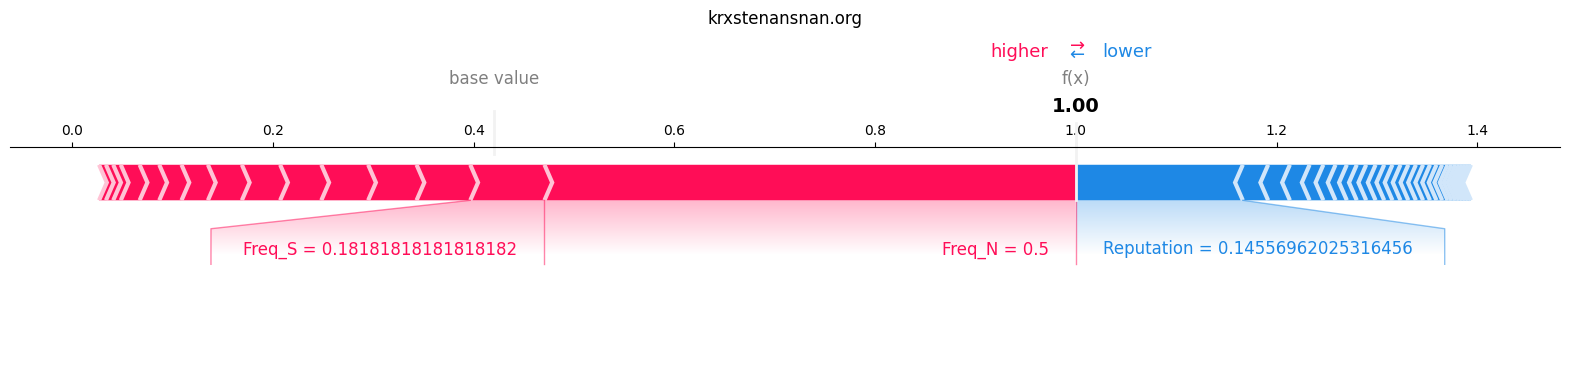 krxstenansnan.org
higher → ← lower
base value f(x)
1.00
0.0 0.2 0.4 0.6 0.8 1.0 1.2 1.4
Freq_S = 0.18181818181818182 Freq_N = 0.5 Reputation = 0.14556962025316456